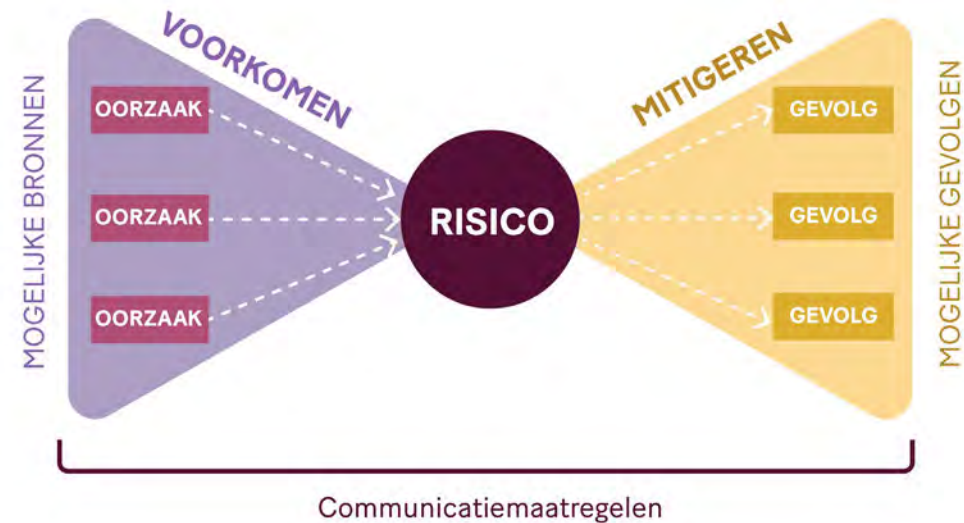 MOGELIJKE BRONNEN
VOORKOMEN
OORZAAK
OORZAAK
OORZAAK
RISICO
MITIGEREN
GEVOLG
GEVOLG
GEVOLG
MOGELIJKE GEVOLGEN
Communicatiemaatregelen